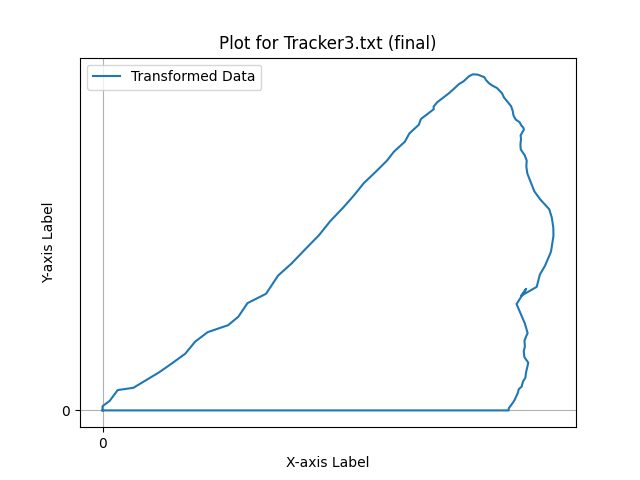 Plot for Tracker3.txt (final)
Transformed Data
Y-axis Label
0
0
X-axis Label